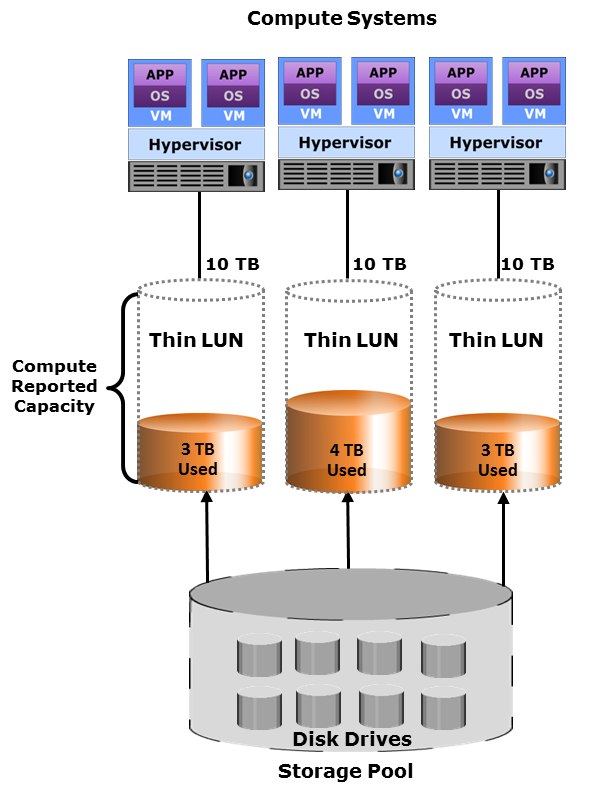 Compute Systems
APP APP APP APP APP APP
OS OS OS OS OS OS
VM VM VM VM VM VM
Hypervisor Hypervisor Hypervisor
10 TB 10 TB 10 TB
Thin LUN Thin LUN Thin LUN
Compute
Reported
Capacity
3 TB 4 TB 3 TB
Used Used Used
Disk Drives
Storage Pool